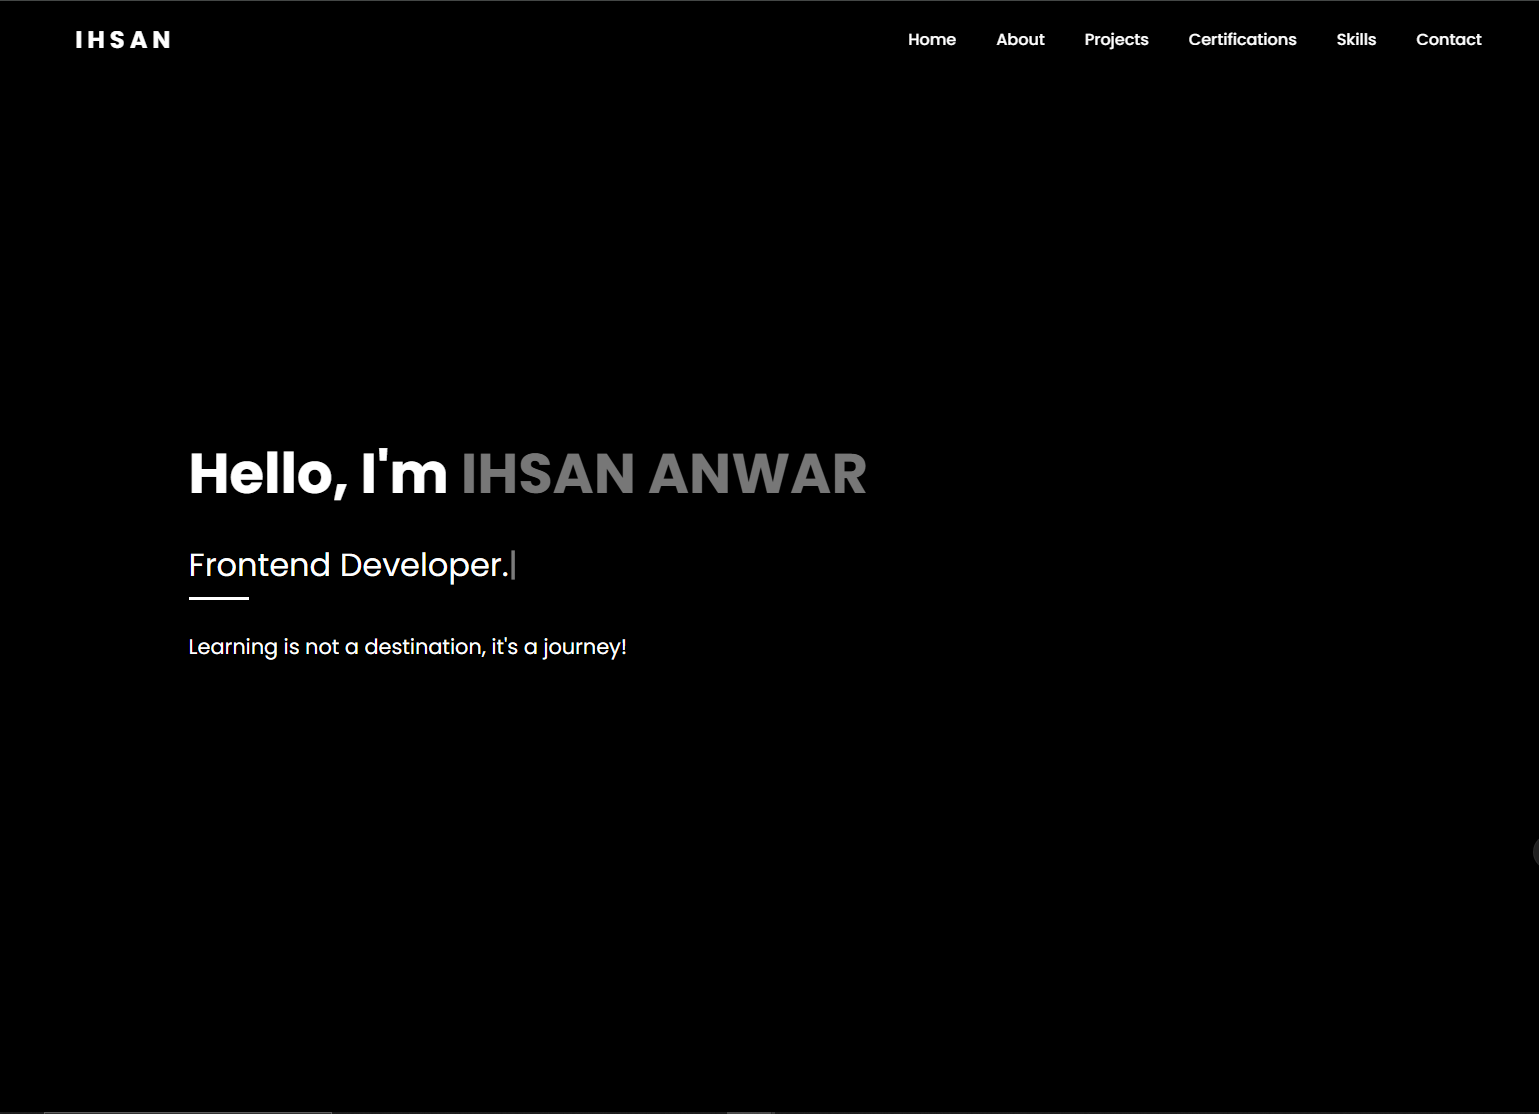 IHSAN
Home About Projects Certifications Skills Contact
Hello, I'm IHSAN ANWAR
Frontend Developer.
Learning is not a destination, it's a journey!